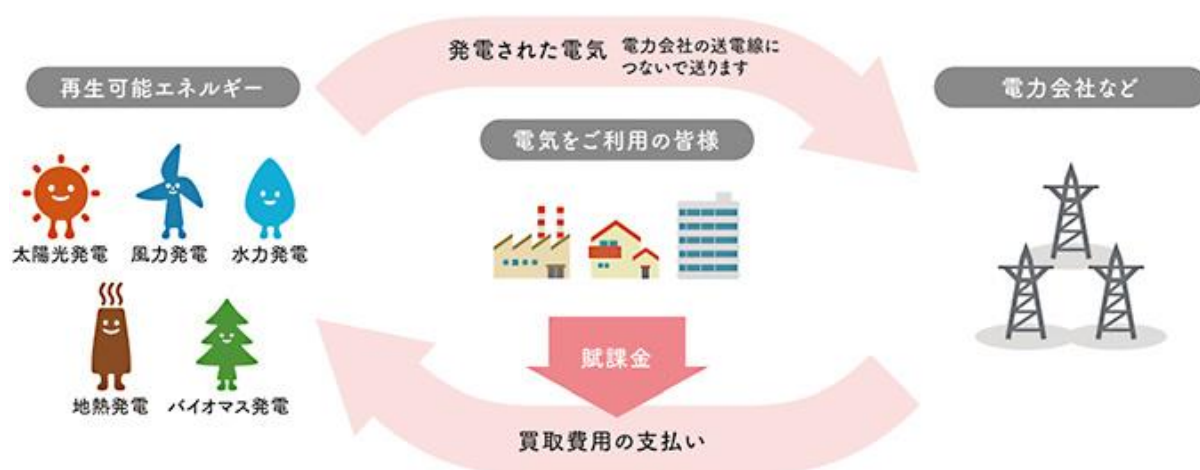 発電された電気
電力会社の送電線に
つないで送ります
再生可能エネルギー
電力会社など
電気をご利用の皆様
太陽光発電
風力発電
水力発電
地熱発電
バイオマス発電
賦課金
買取費用の支払い